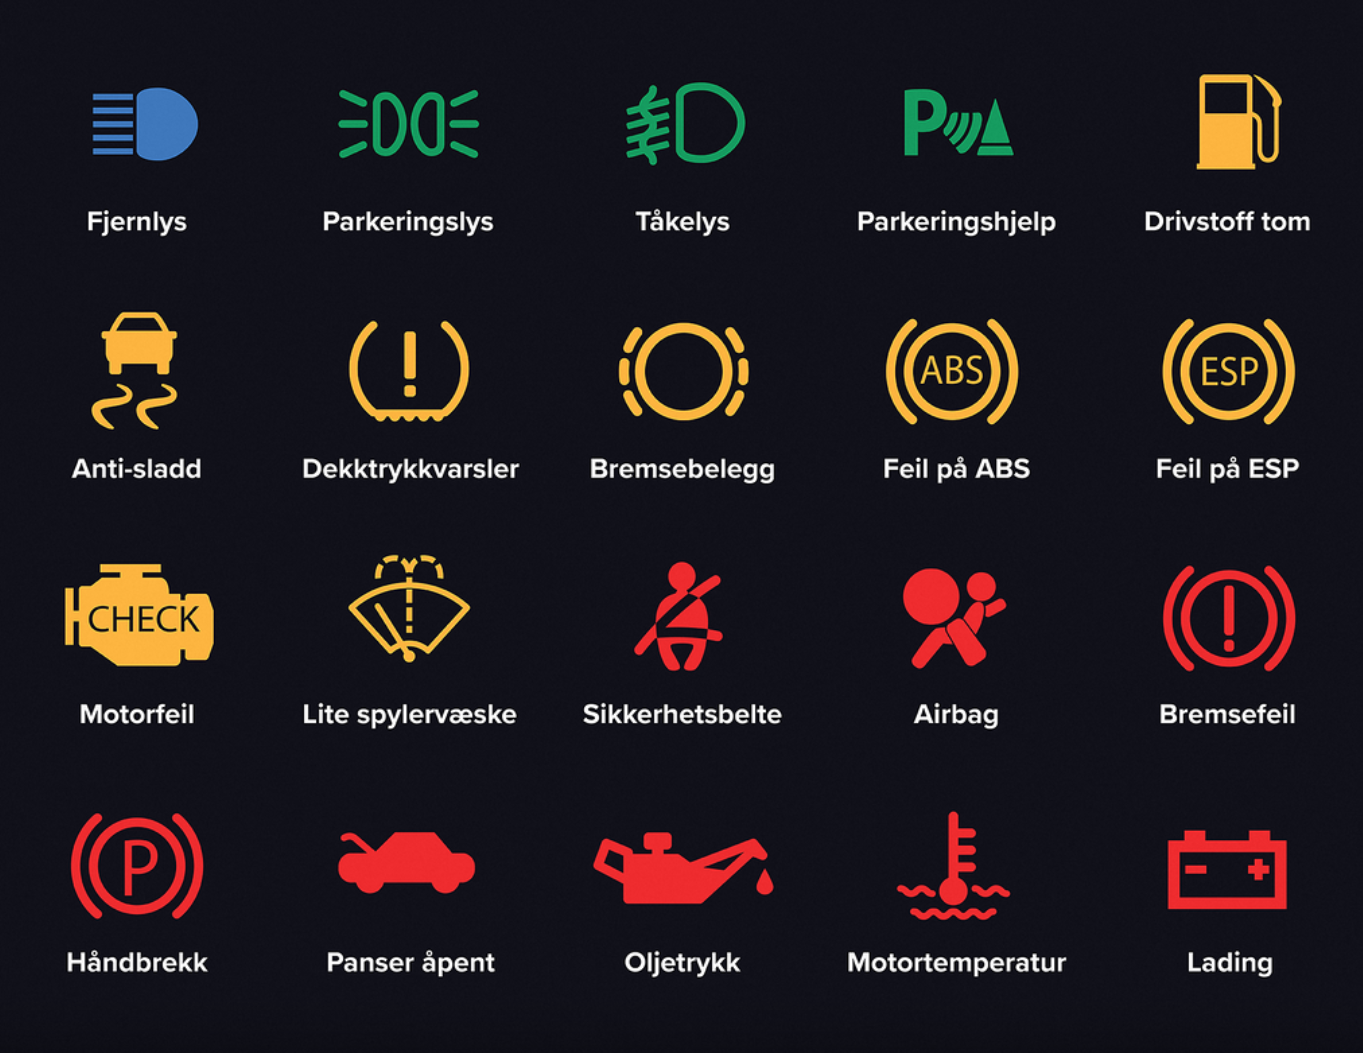 Fjernlys
Parkeringslys
Tåkelys
P
Parkeringshjelp
Drivstoff tom
Anti-sladd
!
Dekktrykkvarsler
Bremsebelegg
ABS
Feil på ABS
ESP
Feil på ESP
CHECK
Motorfeil
Lite spylervæske
Sikkerhetsbelte
Airbag
!
Bremsefeil
P
Håndbrekk
Panser åpent
Oljetrykk
Motortemperatur
- +
Lading